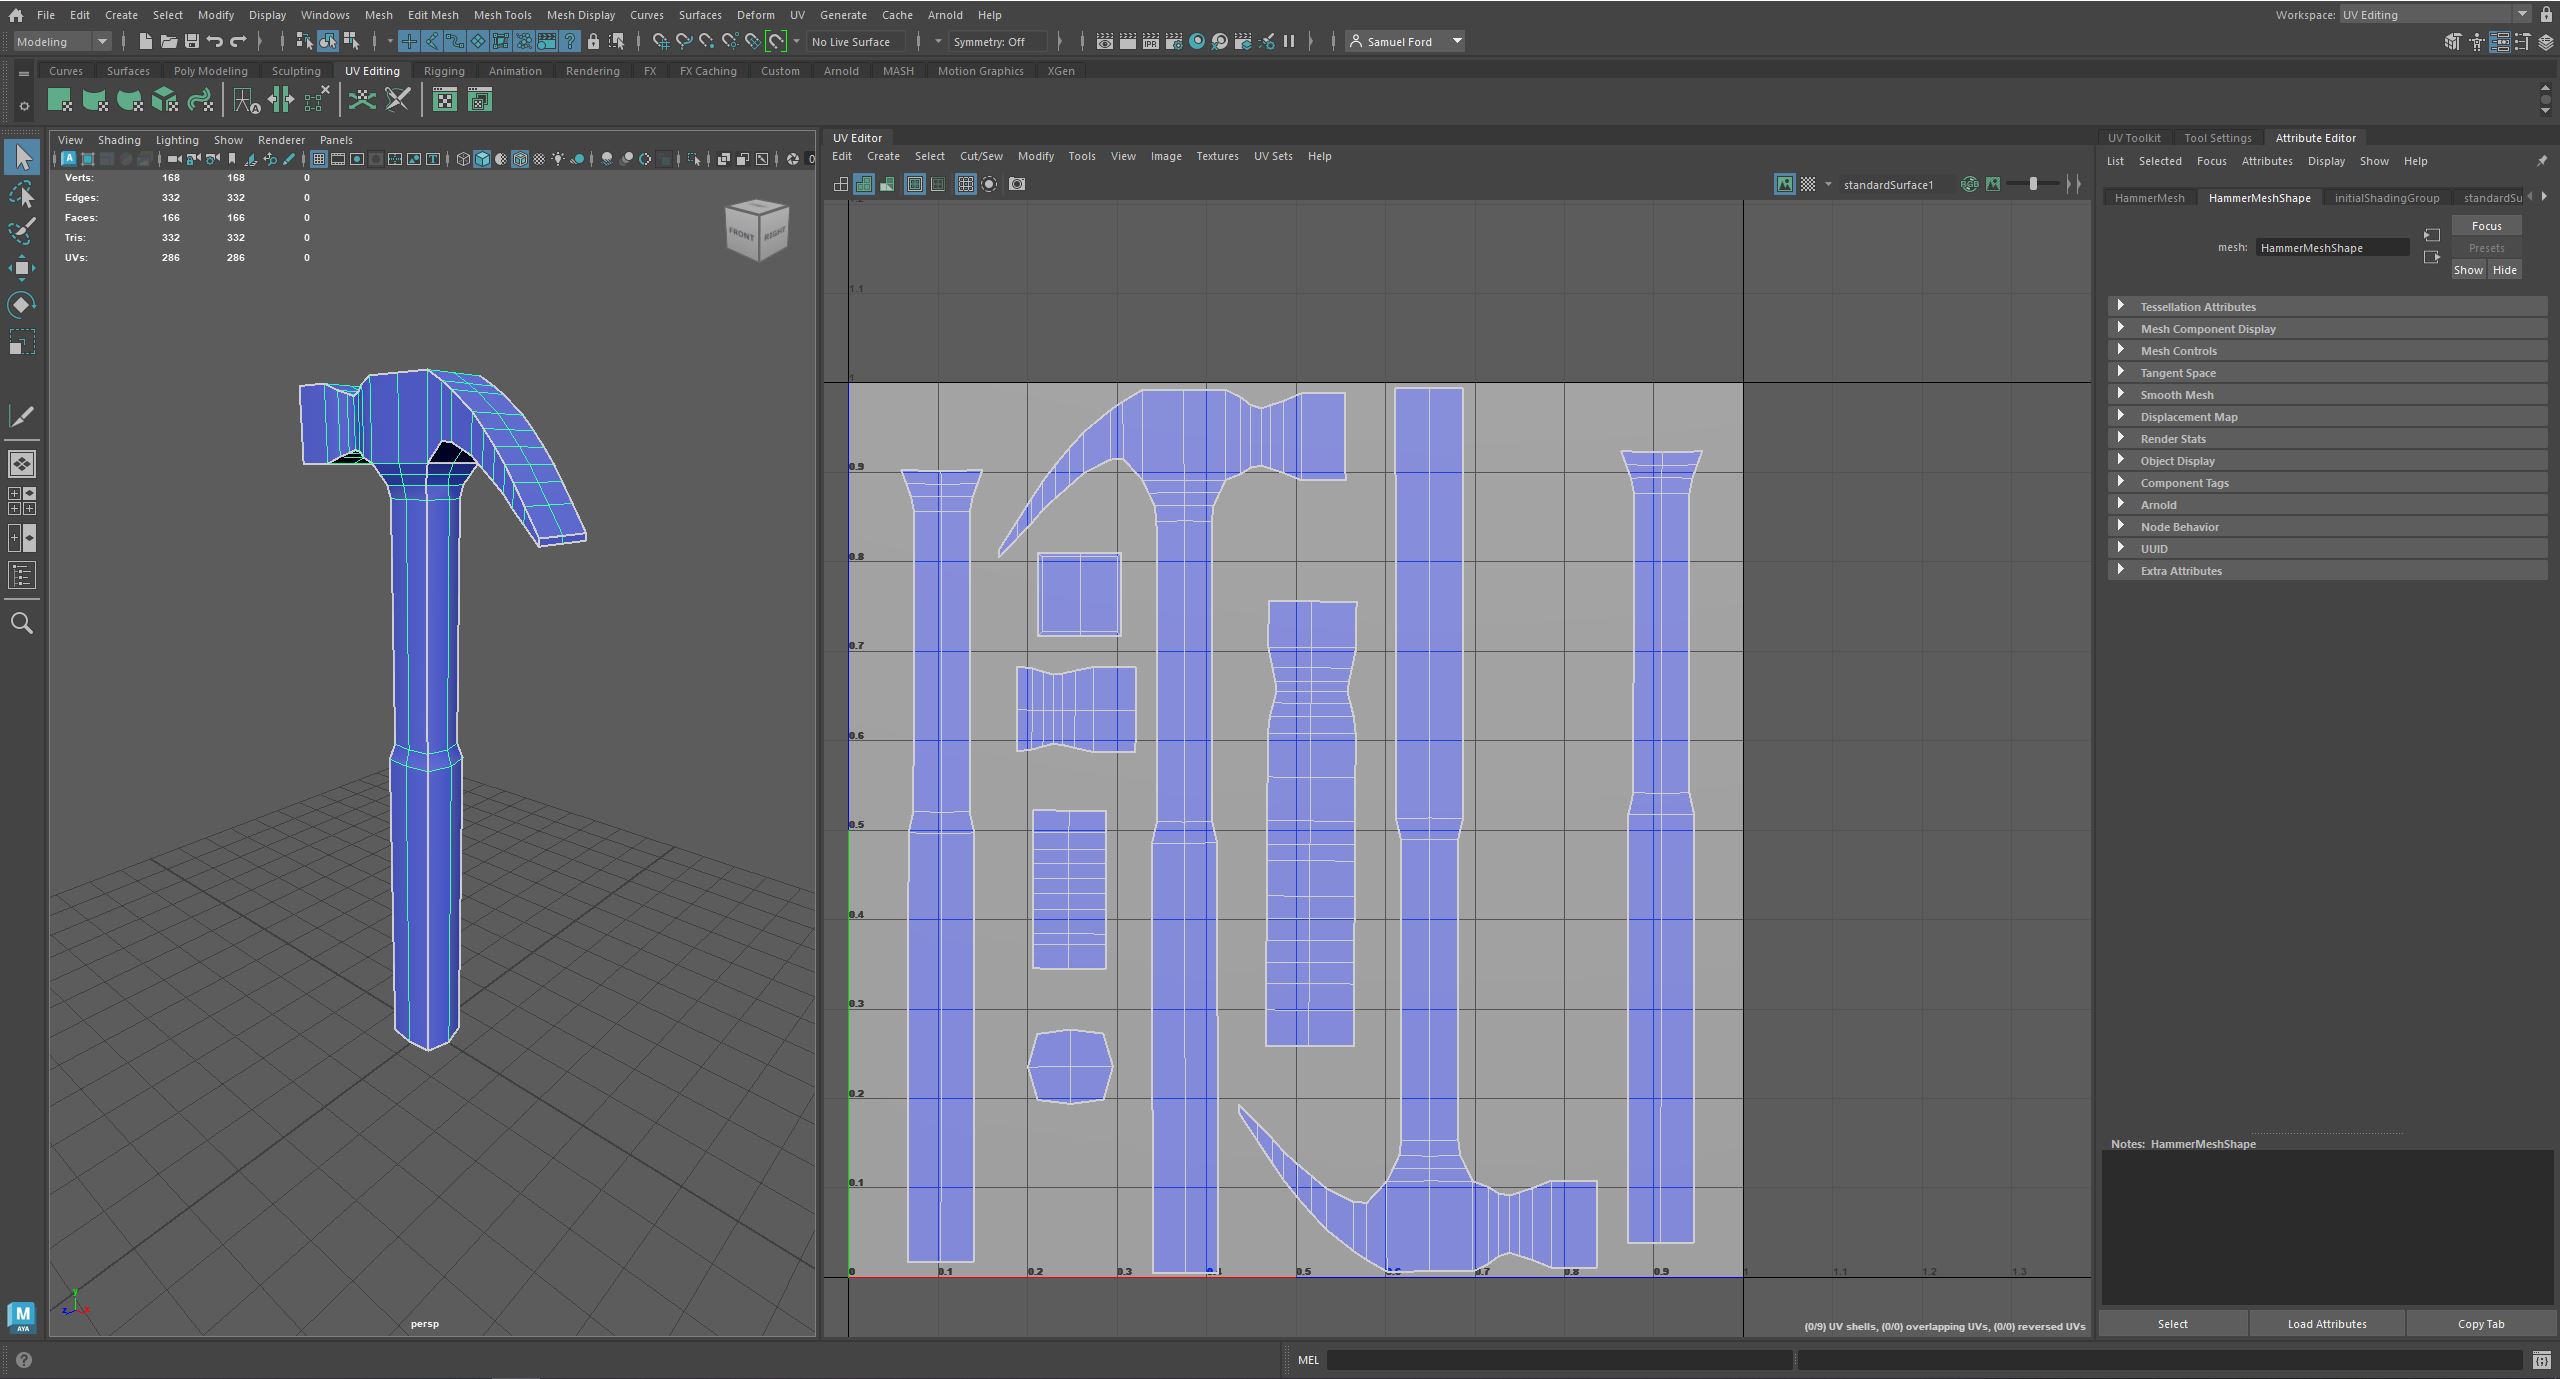 File Edit Create Select Modify Display Windows Mesh Edit Mesh Mesh Tools Mesh Display Curves Surfaces Deform UV Generate Cache Arnold Help Workspace: UV Editing
Modeling No Live Surface Symmetry: Off IPR Samuel Ford
Curves Surfaces Poly Modeling Sculpting UV Editing Rigging Animation Rendering FX FX Caching Custom Arnold MASH Motion Graphics XGen
View Shading Lighting Show Renderer Panels
Verts: 168 168 0
Edges: 332 332 0
Faces: 166 166 0
Tris: 332 332 0
UVs: 286 286 0
FRONT RIGHT
persp
y
z x
M
AYA
UV Editor
Edit Create Select Cut/Sew Modify Tools View Image Textures UV Sets Help
standardSurface1
1.2
1.1
1
0.9
0.8
0.7
0.6
0.5
0.4
0.3
0.2
0.1
0 0.1 0.2 0.3 0.4 0.5 0.6 0.7 0.8 0.9 1 1.1 1.2 1.3
(0/9) UV shells, (0/0) overlapping UVs, (0/0) reversed UVs
UV Toolkit Tool Settings Attribute Editor
List Selected Focus Attributes Display Show Help
HammerMesh HammerMeshShape initialShadingGroup standardSu
Focus
mesh: HammerMeshShape Presets
Show Hide
Tessellation Attributes
Mesh Component Display
Mesh Controls
Tangent Space
Smooth Mesh
Displacement Map
Render Stats
Object Display
Component Tags
Arnold
Node Behavior
UUID
Extra Attributes
Notes: HammerMeshShape
Select Load Attributes Copy Tab
MEL